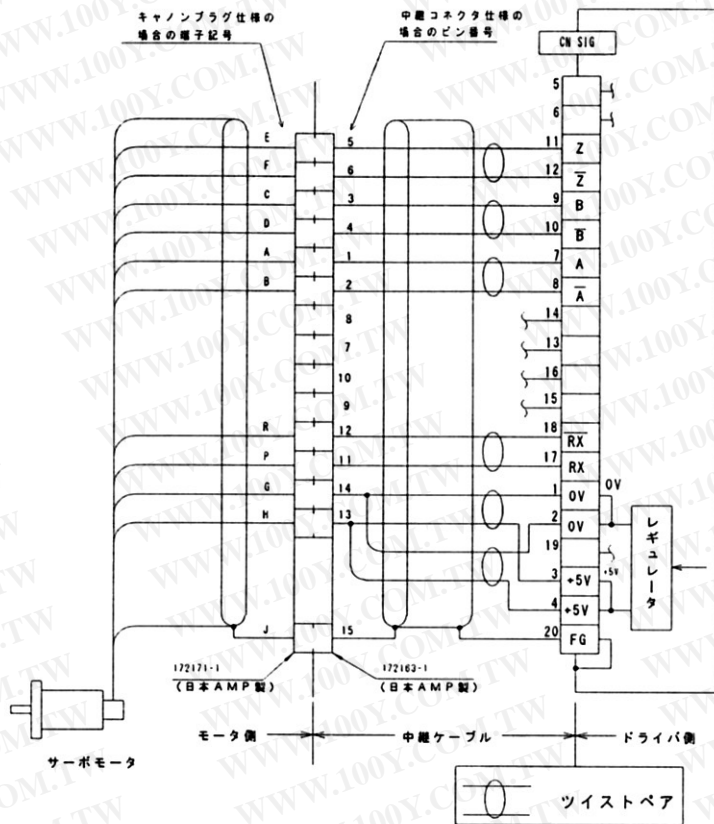 キャノンプラグ仕様の
場合の端子記号
中継コネクタ仕様の
場合のピン番号
CN SIG
5
6
E 5 11 Z
F 6 12 Z̅
C 3 9 B
D 4 10 B̅
A 1 7 A
B 2 8 A̅
8 14
7 13
10 16
9 15
R 12 18 R̅X̅
P 11 17 RX
G 14 1 0V 0V
H 13 2 0V
19
+5V
3 +5V
4 +5V
レギュレータ
J 15 20 FG
172171-1
(日本AMP製)
172163-1
(日本AMP製)
モータ側
中継ケーブル
ドライバ側
サーボモータ
ツイストペア
WWW.100Y.COM.TW